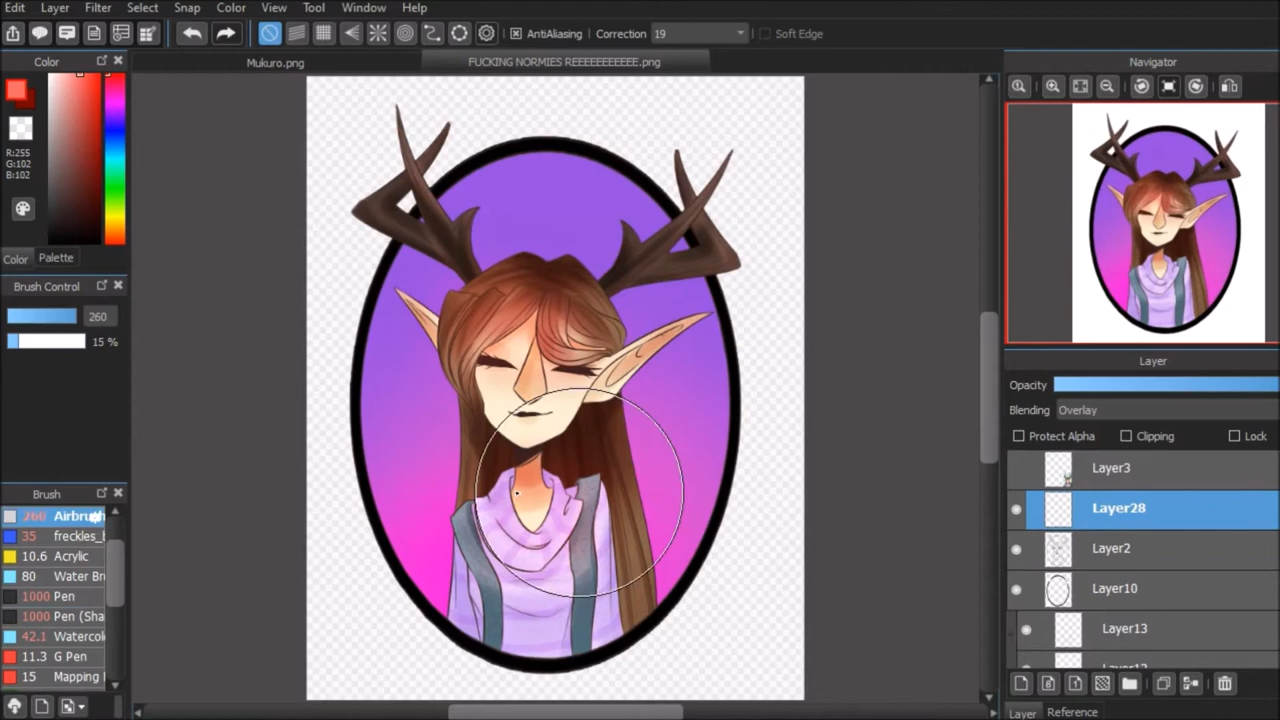 Edit Layer Filter Select Snap Color View Tool Window Help
AntiAliasing Correction 19 Soft Edge
Color
Mukuro.png
FUCKING NORMIES REEEEEEEEEEE.png
Navigator
R:255
G:102
B:102
Color Palette
Brush Control
260
15 %
Brush
260 Airbrush
35 freckles_b
10.6 Acrylic
80 Water Br
1000 Pen
1000 Pen (Sha
42.1 Watercolo
11.3 G Pen
15 Mapping
Layer
Opacity
Blending Overlay
Protect Alpha Clipping Lock
Layer3
Layer28
Layer2
Layer10
Layer13
Layer Reference